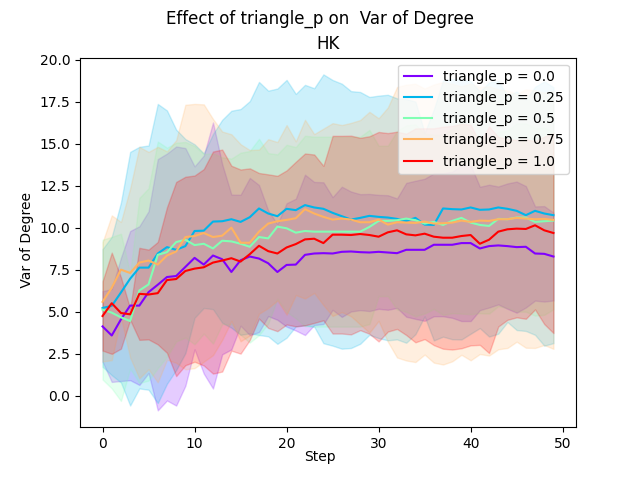 Effect of triangle_p on  Var of Degree
HK
triangle_p = 0.0
triangle_p = 0.25
triangle_p = 0.5
triangle_p = 0.75
triangle_p = 1.0
Var of Degree
20.0
17.5
15.0
12.5
10.0
7.5
5.0
2.5
0.0
0 10 20 30 40 50
Step